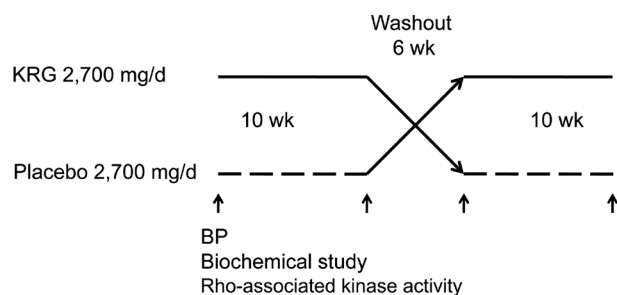 Washout
6 wk
KRG 2,700 mg/d
10 wk
10 wk
Placebo 2,700 mg/d
BP
Biochemical study
Rho-associated kinase activity